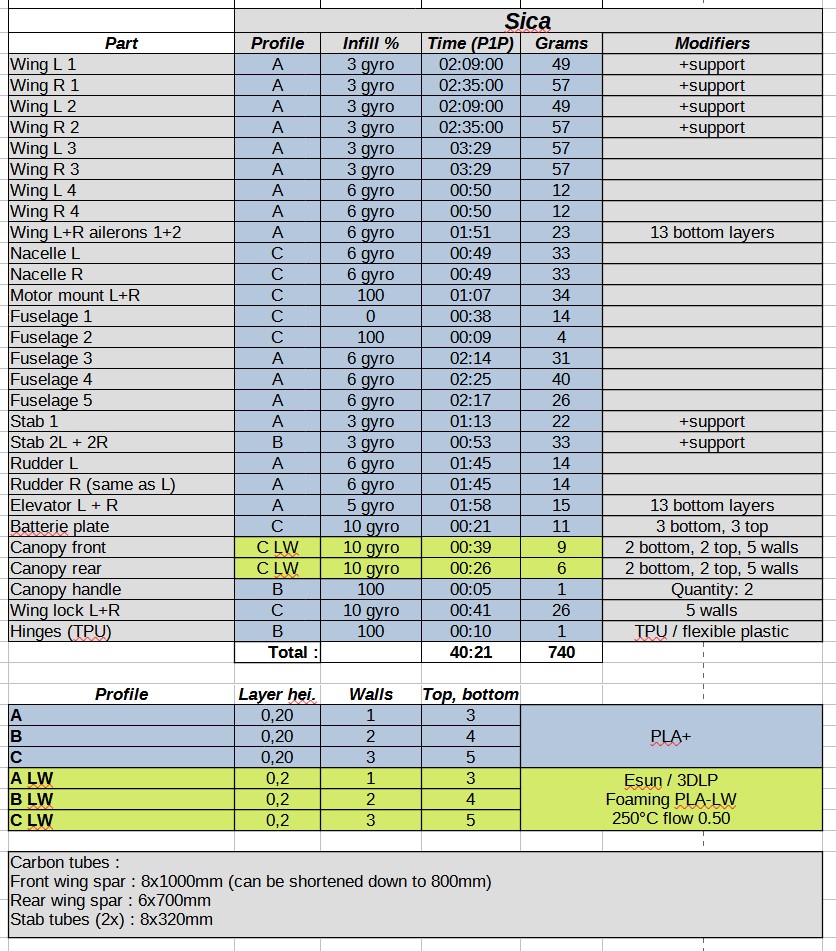 Sica
Part Profile Infill % Time (P1P) Grams Modifiers
Wing L 1 A 3 gyro 02:09:00 49 +support
Wing R 1 A 3 gyro 02:35:00 57 +support
Wing L 2 A 3 gyro 02:09:00 49 +support
Wing R 2 A 3 gyro 02:35:00 57 +support
Wing L 3 A 3 gyro 03:29 57
Wing R 3 A 3 gyro 03:29 57
Wing L 4 A 6 gyro 00:50 12
Wing R 4 A 6 gyro 00:50 12
Wing L+R ailerons 1+2 A 6 gyro 01:51 23 13 bottom layers
Nacelle L C 6 gyro 00:49 33
Nacelle R C 6 gyro 00:49 33
Motor mount L+R C 100 01:07 34
Fuselage 1 C 0 00:38 14
Fuselage 2 C 100 00:09 4
Fuselage 3 A 6 gyro 02:14 31
Fuselage 4 A 6 gyro 02:25 40
Fuselage 5 A 6 gyro 02:17 26
Stab 1 A 3 gyro 01:13 22 +support
Stab 2L + 2R B 3 gyro 00:53 33 +support
Rudder L A 6 gyro 01:45 14
Rudder R (same as L) A 6 gyro 01:45 14
Elevator L + R A 5 gyro 01:58 15 13 bottom layers
Batterie plate C 10 gyro 00:21 11 3 bottom, 3 top
Canopy front C LW 10 gyro 00:39 9 2 bottom, 2 top, 5 walls
Canopy rear C LW 10 gyro 00:26 6 2 bottom, 2 top, 5 walls
Canopy handle B 100 00:05 1 Quantity: 2
Wing lock L+R C 10 gyro 00:41 26 5 walls
Hinges (TPU) B 100 00:10 1 TPU / flexible plastic
Total : 40:21 740
Profile Layer hei. Walls Top, bottom
A 0,20 1 3
B 0,20 2 4 PLA+
C 0,20 3 5
A LW 0,2 1 3 Esun / 3DLP
B LW 0,2 2 4 Foaming PLA-LW
C LW 0,2 3 5 250°C flow 0.50
Carbon tubes :
Front wing spar : 8x1000mm (can be shortened down to 800mm)
Rear wing spar : 6x700mm
Stab tubes (2x) : 8x320mm